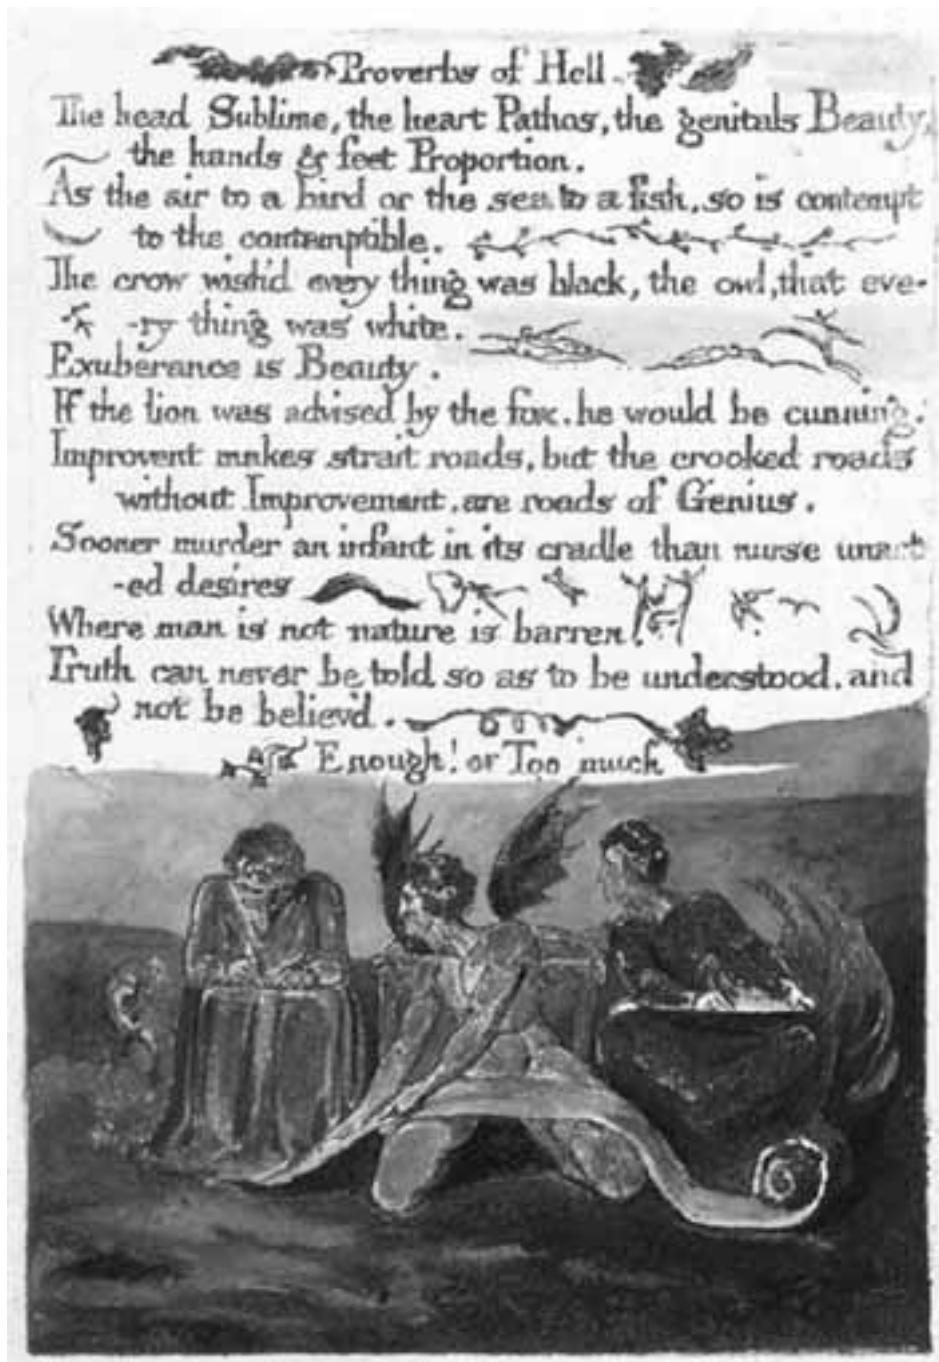 Proverbs of Hell.
The head Sublime, the heart Pathos, the genitals Beauty,
the hands & feet Proportion.
As the air to a bird or the sea to a fish, so is contempt
to the contemptible.
The crow wish'd every thing was black, the owl, that eve-
-ry thing was white.
Exuberance is Beauty.
If the lion was advised by the fox. he would be cunning.
Improvent makes strait roads, but the crooked roads
without Improvement. are roads of Genius.
Sooner murder an infant in its cradle than nurse unact
-ed desires
Where man is not nature is barren.
Truth can never be told so as to be understood. and
not be believ'd.
Enough! or Too much